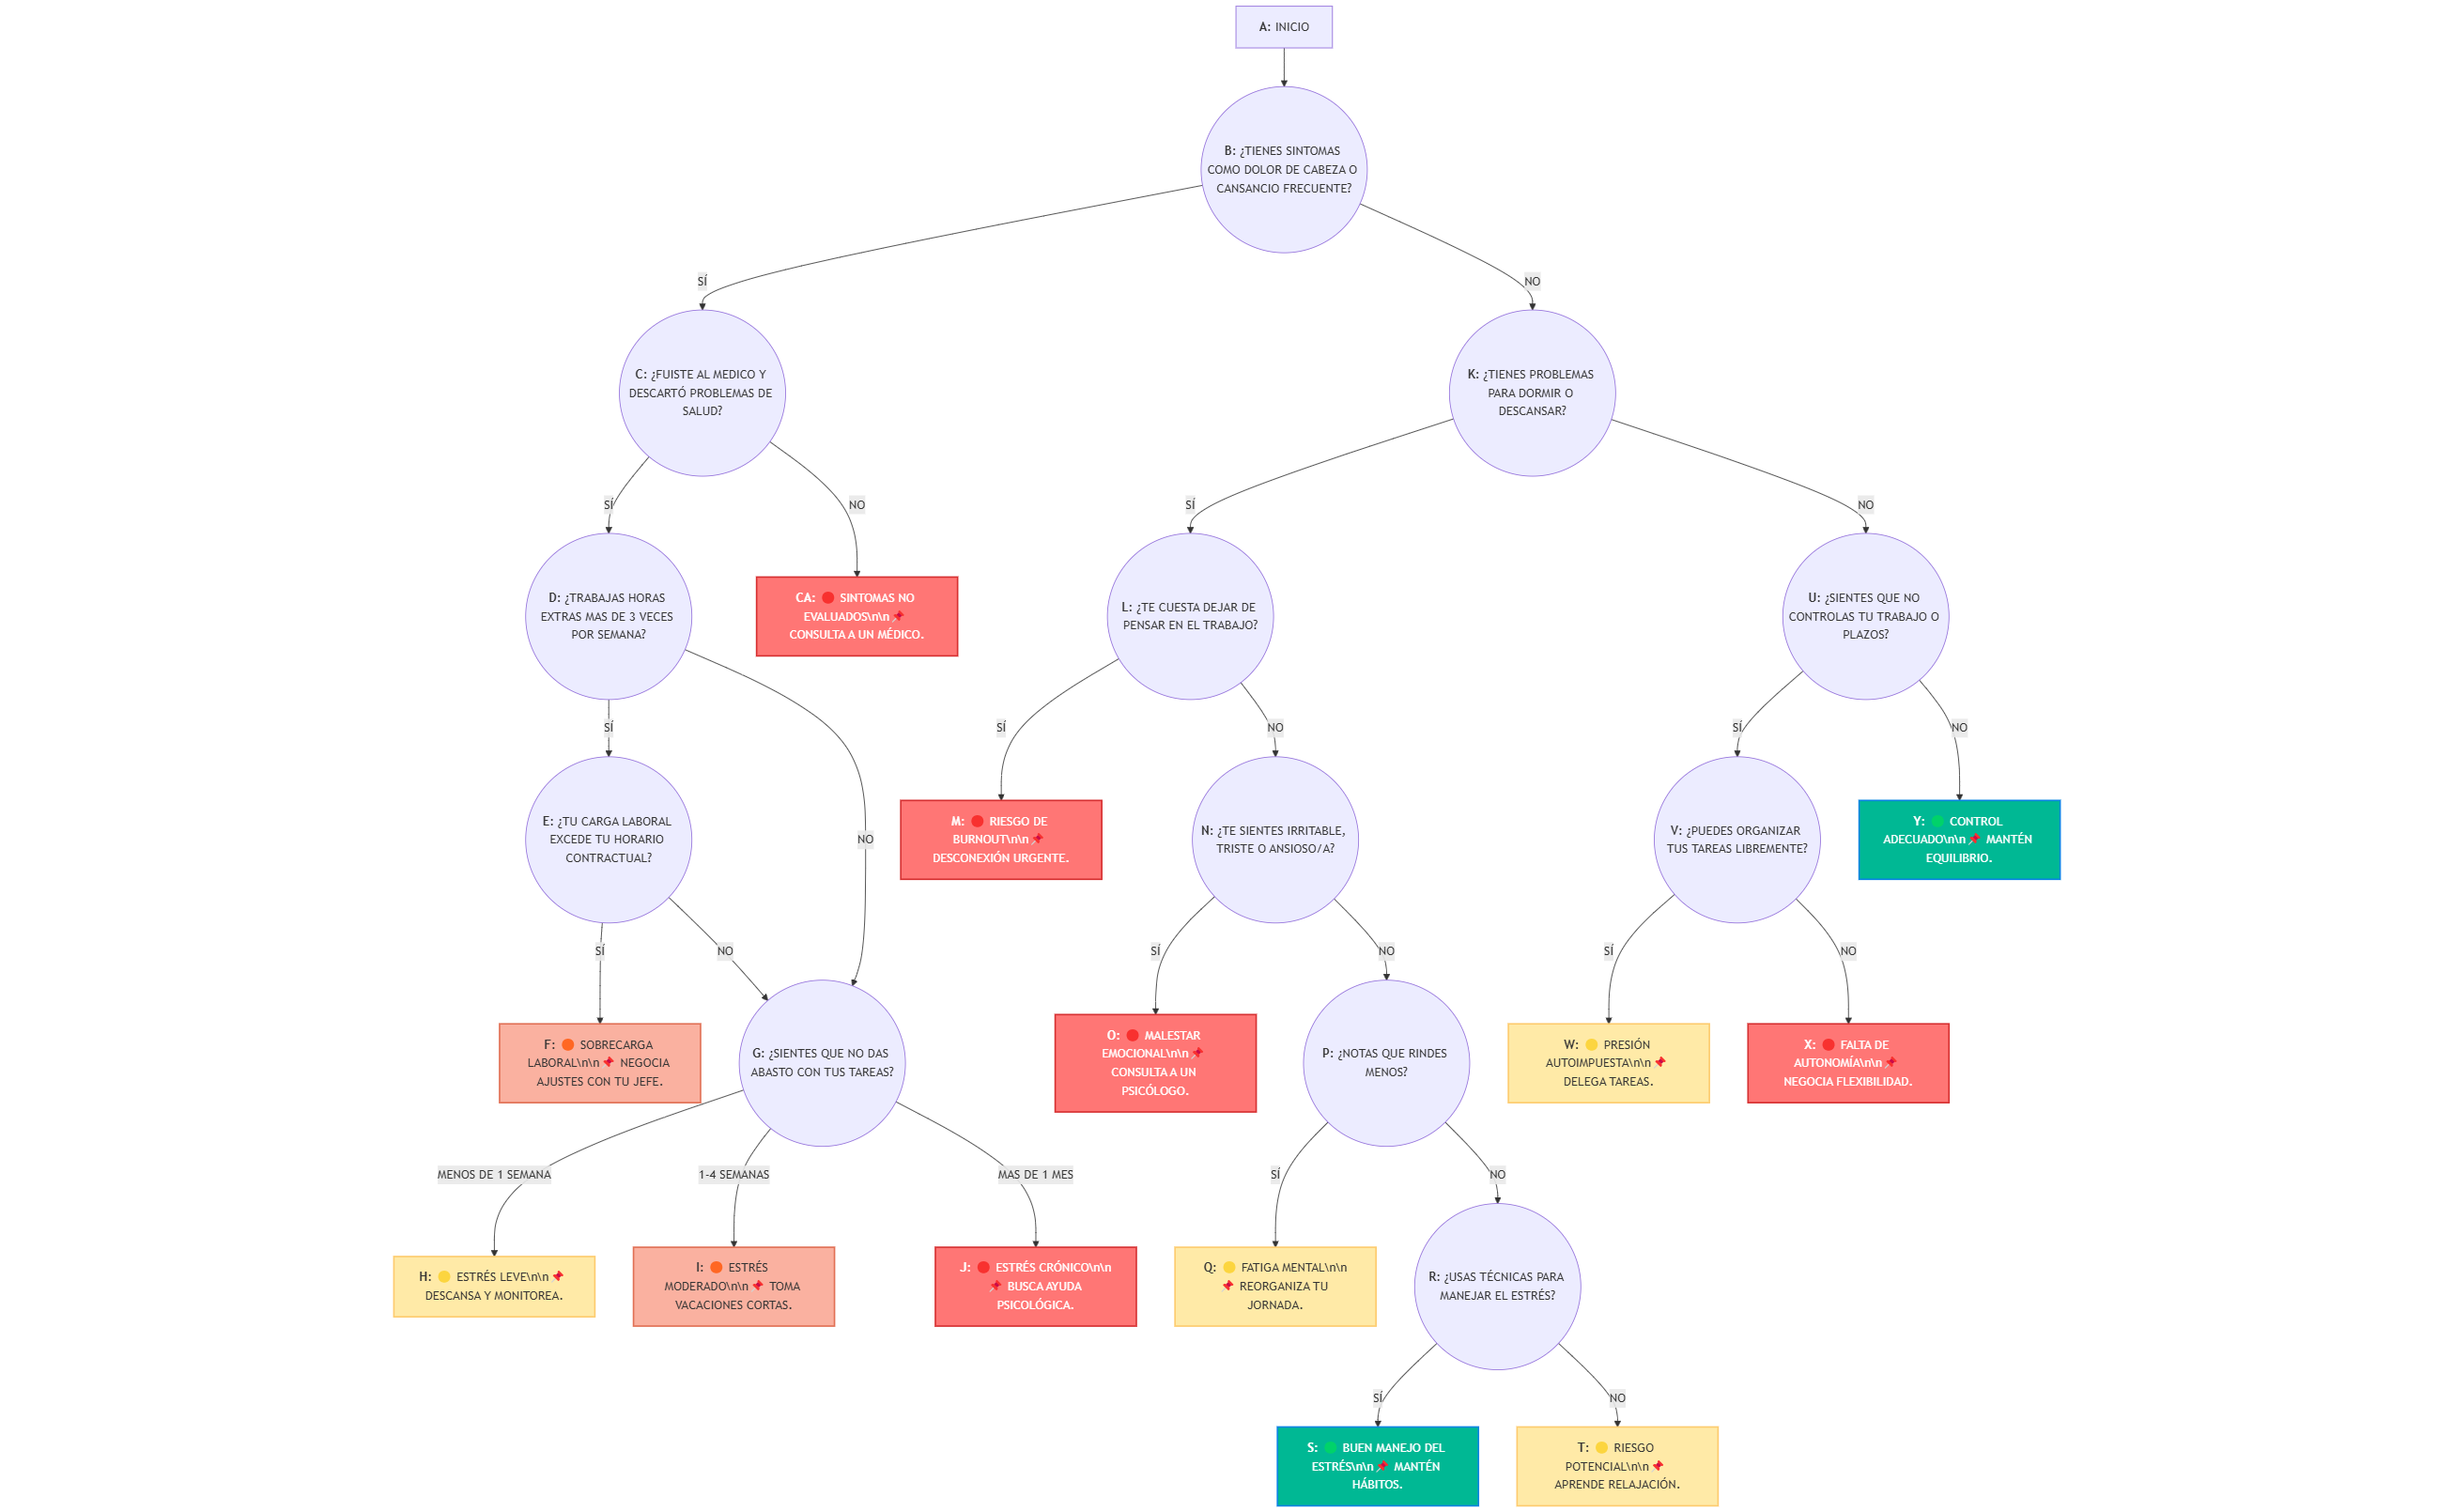 A: INICIO
B: ¿TIENES SINTOMAS
COMO DOLOR DE CABEZA O
CANSANCIO FRECUENTE?
SÍ
NO
C: ¿FUISTE AL MEDICO Y
DESCARTÓ PROBLEMAS DE
SALUD?
K: ¿TIENES PROBLEMAS
PARA DORMIR O
DESCANSAR?
SÍ
NO
SÍ
NO
D: ¿TRABAJAS HORAS
EXTRAS MAS DE 3 VECES
POR SEMANA?
CA: 🔴 SINTOMAS NO
EVALUADOS\n\n📌
CONSULTA A UN MÉDICO.
L: ¿TE CUESTA DEJAR DE
PENSAR EN EL TRABAJO?
U: ¿SIENTES QUE NO
CONTROLAS TU TRABAJO O
PLAZOS?
SÍ
SÍ
NO
SÍ
NO
E: ¿TU CARGA LABORAL
EXCEDE TU HORARIO
CONTRACTUAL?
NO
M: 🔴 RIESGO DE
BURNOUT\n\n📌
DESCONEXIÓN URGENTE.
N: ¿TE SIENTES IRRITABLE,
TRISTE O ANSIOSO/A?
V: ¿PUEDES ORGANIZAR
TUS TAREAS LIBREMENTE?
Y: 🟢 CONTROL
ADECUADO\n\n📌 MANTÉN
EQUILIBRIO.
SÍ
NO
SÍ
NO
SÍ
NO
F: 🟠 SOBRECARGA
LABORAL\n\n📌 NEGOCIA
AJUSTES CON TU JEFE.
G: ¿SIENTES QUE NO DAS
ABASTO CON TUS TAREAS?
O: 🔴 MALESTAR
EMOCIONAL\n\n📌
CONSULTA A UN
PSICÓLOGO.
P: ¿NOTAS QUE RINDES
MENOS?
W: 🟡 PRESIÓN
AUTOIMPUESTA\n\n📌
DELEGA TAREAS.
X: 🔴 FALTA DE
AUTONOMÍA\n\n📌
NEGOCIA FLEXIBILIDAD.
MENOS DE 1 SEMANA
1-4 SEMANAS
MAS DE 1 MES
SÍ
NO
H: 🟡 ESTRÉS LEVE\n\n📌
DESCANSA Y MONITOREA.
I: 🟠 ESTRÉS
MODERADO\n\n📌 TOMA
VACACIONES CORTAS.
J: 🔴 ESTRÉS CRÓNICO\n\n
📌 BUSCA AYUDA
PSICOLÓGICA.
Q: 🟡 FATIGA MENTAL\n\n
📌 REORGANIZA TU
JORNADA.
R: ¿USAS TÉCNICAS PARA
MANEJAR EL ESTRÉS?
SÍ
NO
S: 🟢 BUEN MANEJO DEL
ESTRÉS\n\n📌 MANTÉN
HÁBITOS.
T: 🟡 RIESGO
POTENCIAL\n\n📌
APRENDE RELAJACIÓN.